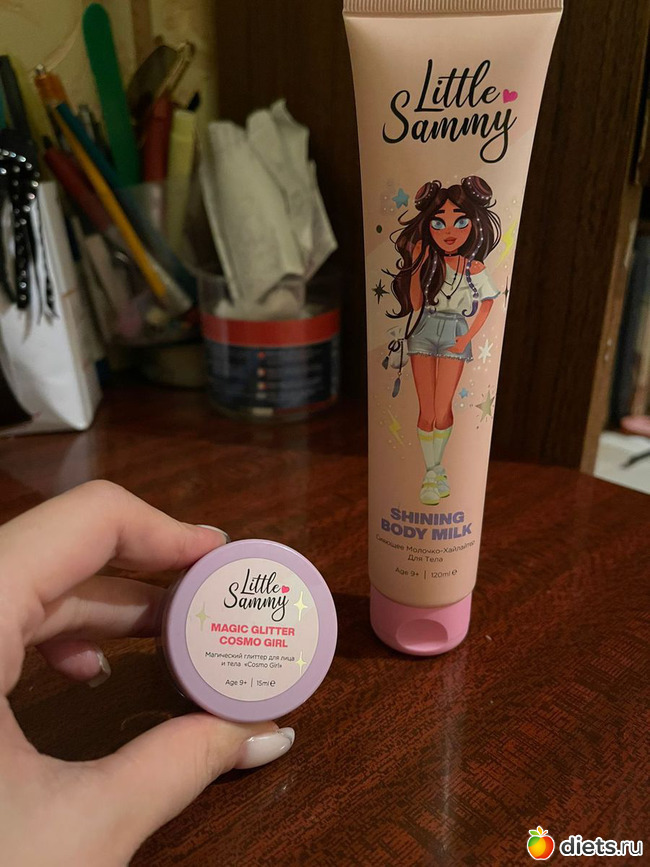 Little
Sammy
SHINING
BODY MILK
Сияющее Молочко-Хайлайтер
Для Тела
Age 9+ | 120ml e
Little
Sammy
MAGIC GLITTER
COSMO GIRL
Магический глиттер для лица
и тела «Cosmo Girl»
Age 9+ | 15ml e
diets.ru